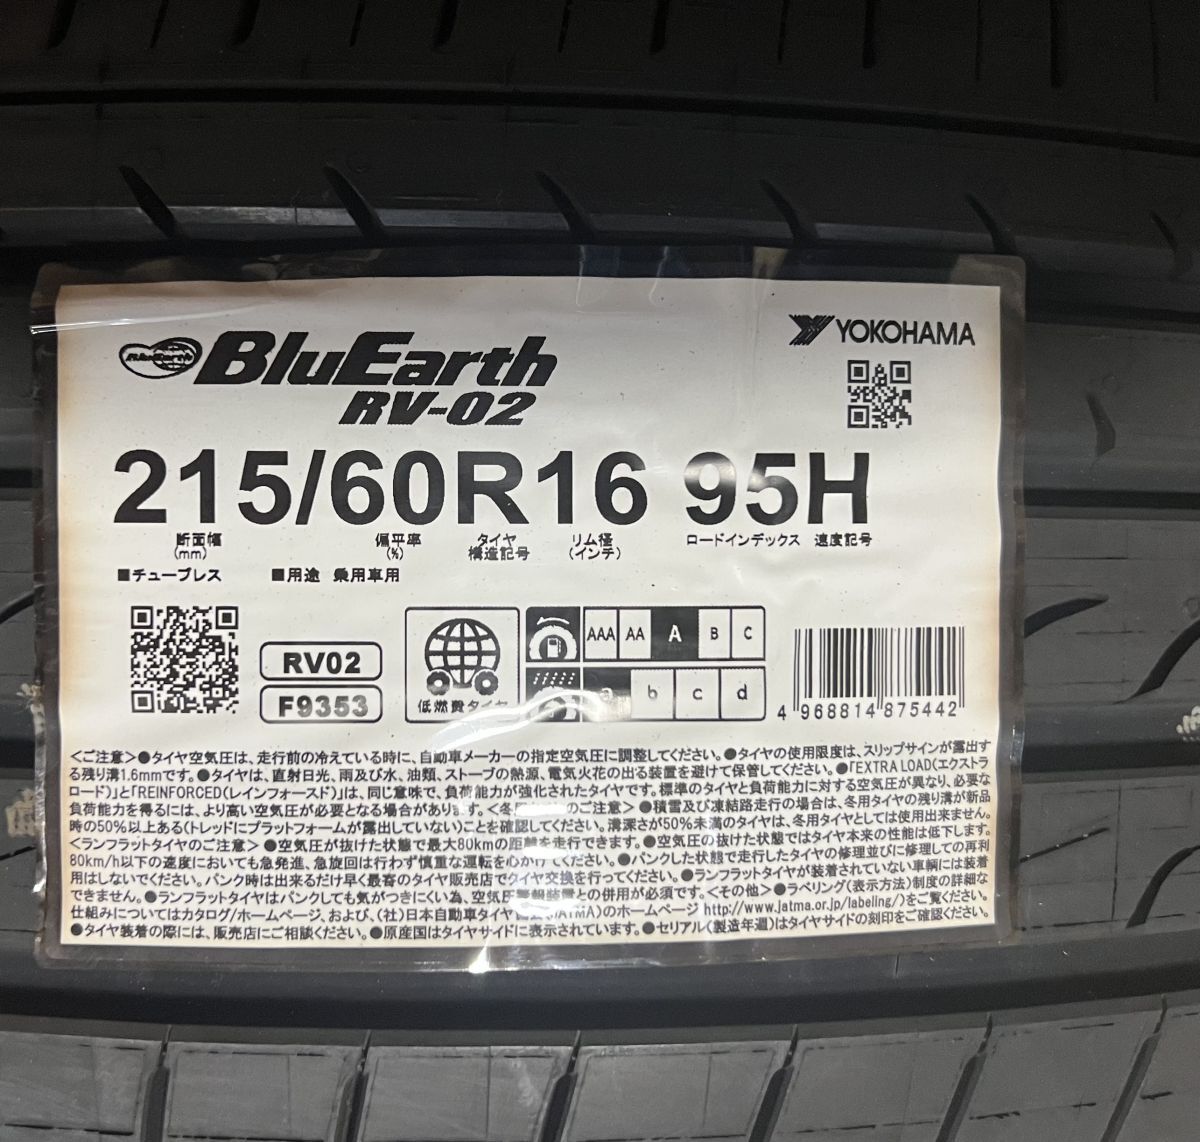 BluEarth
YOKOHAMA
RV-02
215/60R16 95H
断面幅 (mm) 偏平率 (%) タイヤ構造記号 リム径 (インチ) ロードインデックス 速度記号
■チューブレス ■用途 乗用車用
RV02
F9353
低燃費タイヤ
AAA AA A B C
a b c d
4 968814 875442
<ご注意>●タイヤ空気圧は、走行前の冷えている時に、自動車メーカーの指定空気圧に調整してください。●タイヤの使用限度は、スリップサインが露出す
る残り溝1.6mmです。●タイヤは、直射日光、雨及び水、油類、ストーブの熱源、電気火花の出る装置を避けて保管してください。●「EXTRA LOAD(エクストラ
ロード)」と「REINFORCED(レインフォースド)」は、同じ意味で、負荷能力が強化されたタイヤです。標準のタイヤと負荷能力に対する空気圧が異なり、必要な
負荷能力を得るには、より高い空気圧が必要となる場合があります。<冬のご注意>●積雪及び凍結路走行の場合は、冬用タイヤの残り溝が新品
時の50%以上ある(トレッドにプラットフォームが露出していない)ことを確認してください。溝深さが50%未満のタイヤは、冬用タイヤとしては使用出来ません。
<ランフラットタイヤのご注意>●空気圧が抜けた状態で最大80kmの距離を走行できます。●空気圧の抜けた状態ではタイヤ本来の性能は低下します。
80km/h以下の速度においても急発進、急旋回は行わず慎重な運転を心がけてください。●パンクした状態で走行したタイヤの修理並びに修理しての再利
用はしないでください。パンク時は出来るだけ早く最寄のタイヤ販売店でタイヤ交換を行ってください。●ランフラットタイヤが装着されていない車輌には装着
できません。●ランフラットタイヤはパンクしても気がつきにくい為、空気圧警報装置との併用が必須です。<その他>●ラベリング(表示方法)制度の詳細な
仕組みについてはカタログ/ホームページ、および、(社)日本自動車タイヤ(JATMA)のホームページ http://www.jatma.or.jp/labeling/)をご覧ください。
●タイヤ装着の際には、販売店にご相談ください。●原産国はタイヤサイドに表示されています。●セリアル(製造年週)はタイヤサイドの刻印をご確認ください。